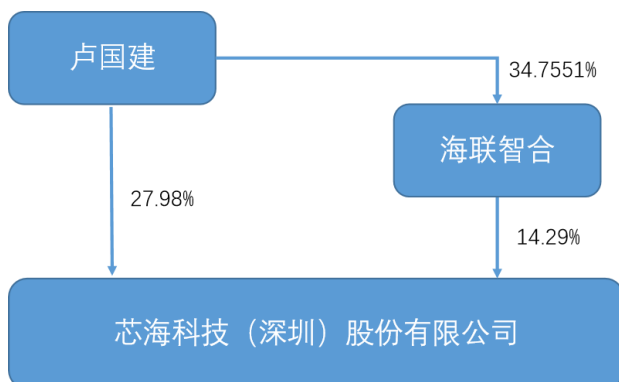 卢国建
34.7551%
海联智合
27.98%
14.29%
芯海科技（深圳）股份有限公司